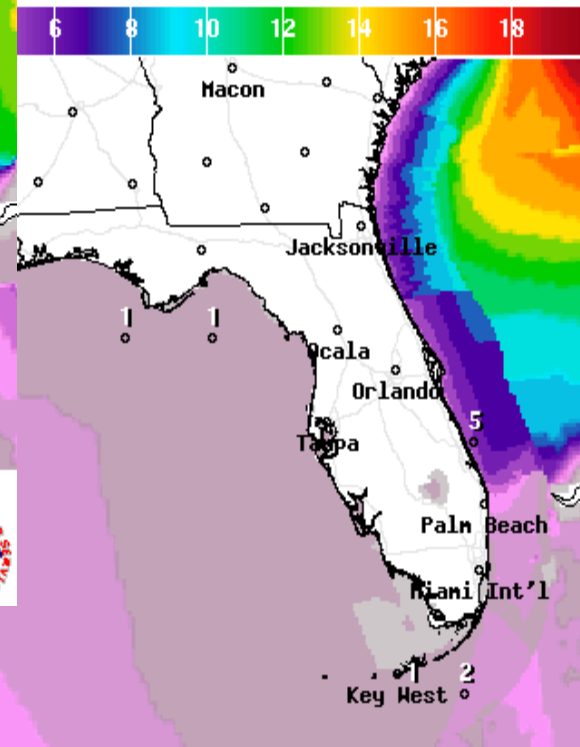 6 8 10 12 14 16 18
Macon
Jacksonville
1 1
Ocala
Orlando
5
Tampa
Palm Beach
Miami Int'l
1 2
Key West